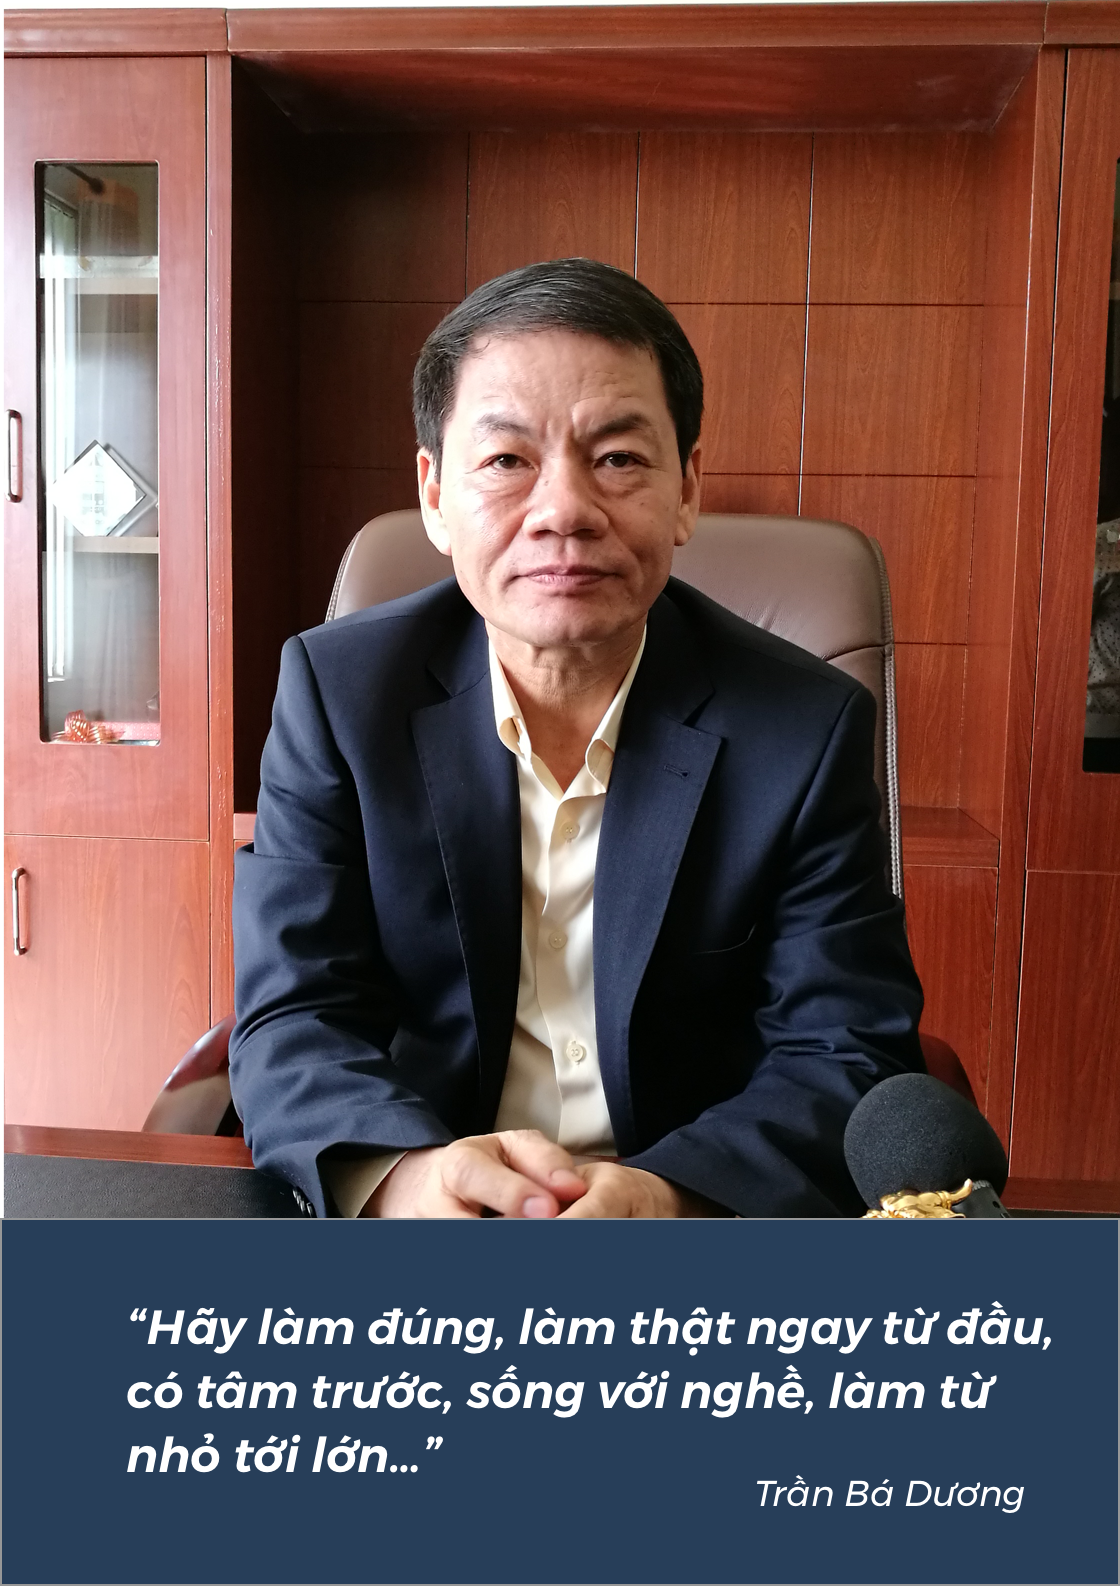 “Hãy làm đúng, làm thật ngay từ đầu,
có tâm trước, sống với nghề, làm từ
nhỏ tới lớn...”
Trần Bá Dương